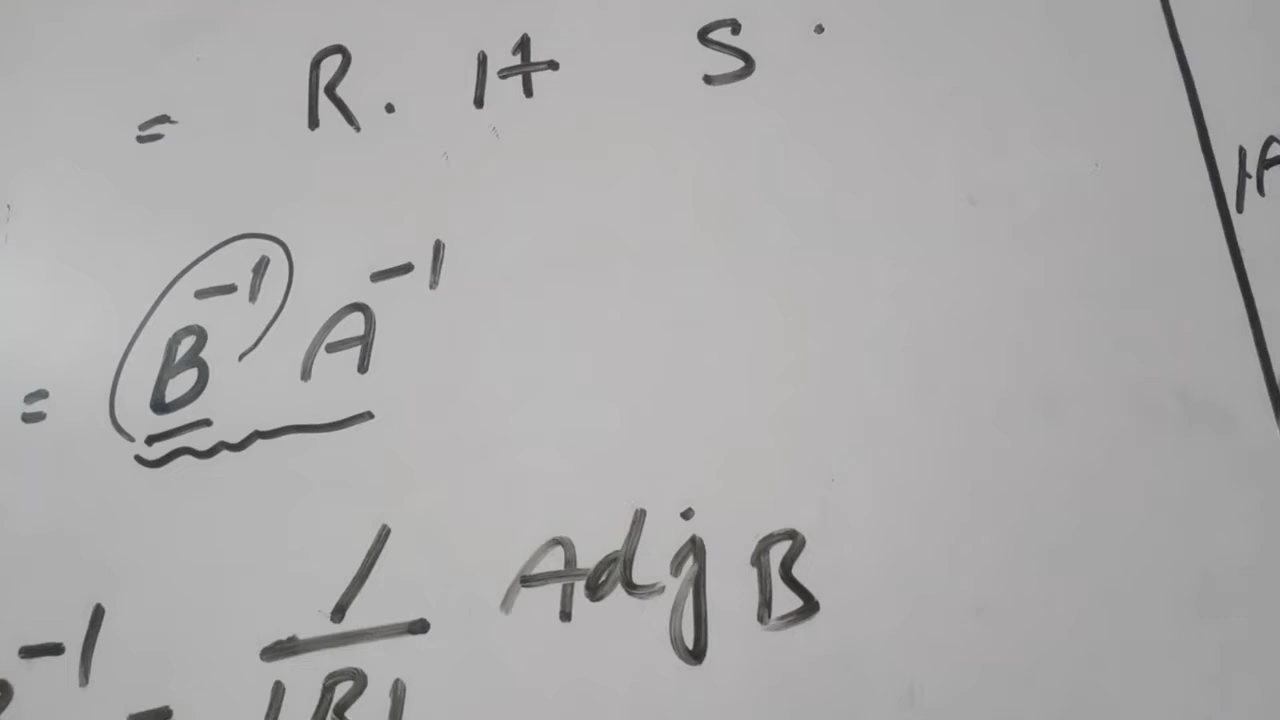 = R. H S.
= B⁻¹ A⁻¹
B⁻¹ = 1/|B| Adj B
|A